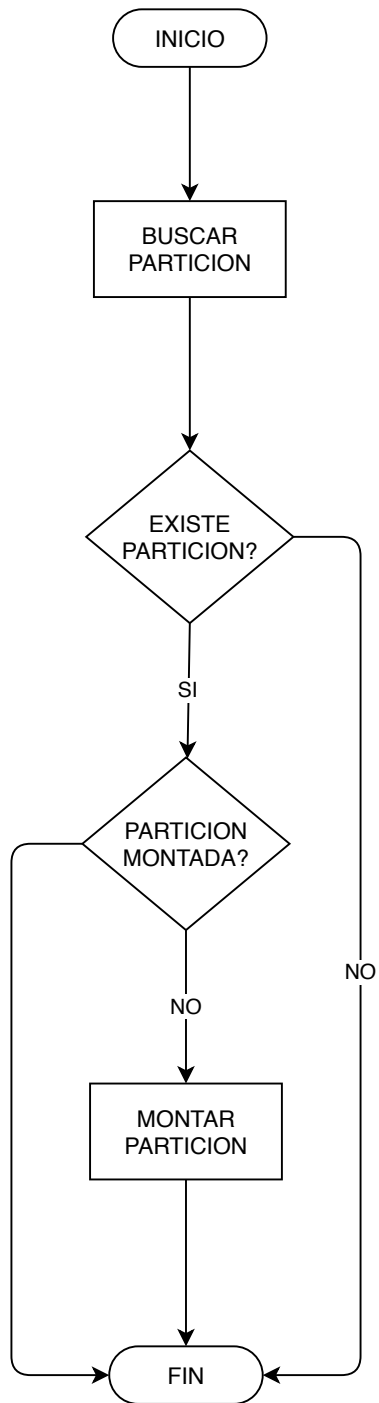 INICIO
BUSCAR
PARTICION
EXISTE
PARTICION?
SI
PARTICION
MONTADA?
NO
NO
MONTAR
PARTICION
FIN